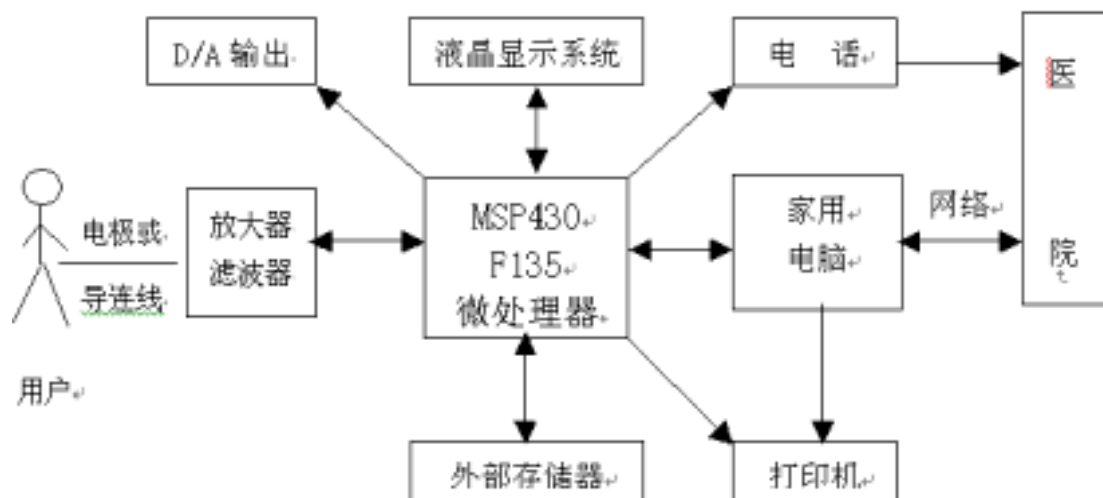 D/A 输出
液晶显示系统
电 话
医
院
电极或
导连线
用户
放大器
滤波器
MSP430
F135
微处理器
家用
电脑
网络
外部存储器
打印机